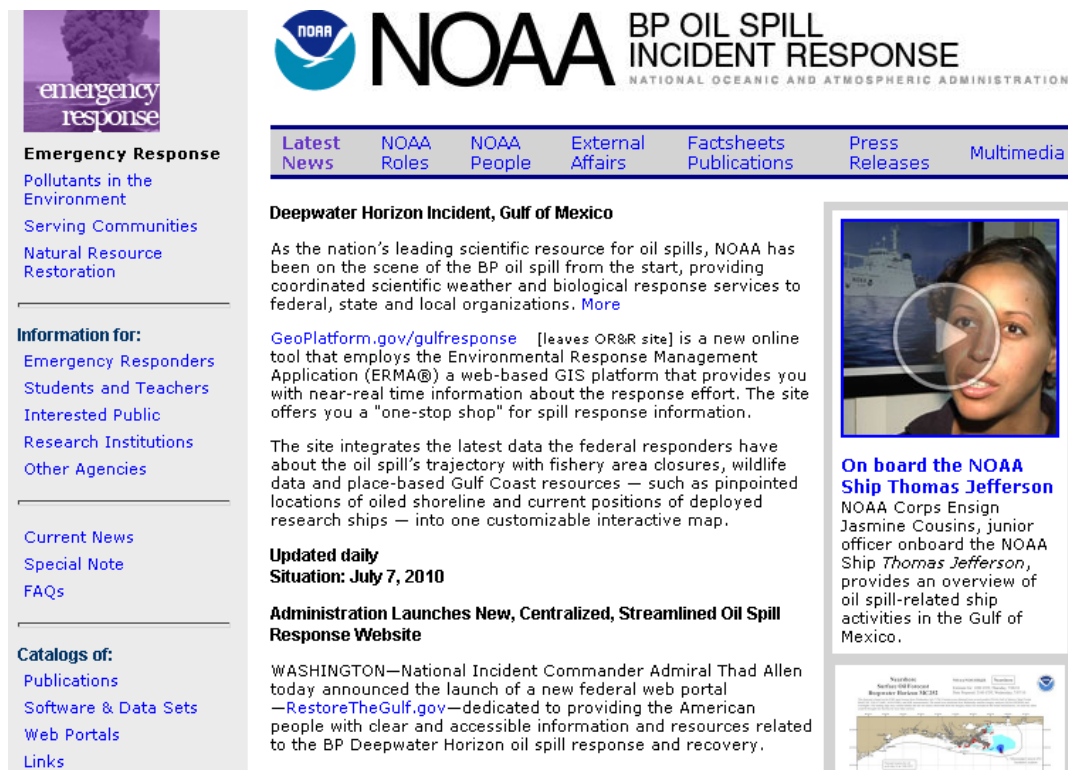 emergency
response
Emergency Response
Pollutants in the
Environment
Serving Communities
Natural Resource
Restoration
Information for:
Emergency Responders
Students and Teachers
Interested Public
Research Institutions
Other Agencies
Current News
Special Note
FAQs
Catalogs of:
Publications
Software & Data Sets
Web Portals
Links
NOAA
NOAA
BP OIL SPILL
INCIDENT RESPONSE
NATIONAL OCEANIC AND ATMOSPHERIC ADMINISTRATION
Latest News
NOAA Roles
NOAA People
External Affairs
Factsheets Publications
Press Releases
Multimedia
Deepwater Horizon Incident, Gulf of Mexico
As the nation's leading scientific resource for oil spills, NOAA has
been on the scene of the BP oil spill from the start, providing
coordinated scientific weather and biological response services to
federal, state and local organizations. More
GeoPlatform.gov/gulfresponse [leaves OR&R site] is a new online
tool that employs the Environmental Response Management
Application (ERMA®) a web-based GIS platform that provides you
with near-real time information about the response effort. The site
offers you a "one-stop shop" for spill response information.
The site integrates the latest data the federal responders have
about the oil spill's trajectory with fishery area closures, wildlife
data and place-based Gulf Coast resources — such as pinpointed
locations of oiled shoreline and current positions of deployed
research ships — into one customizable interactive map.
Updated daily
Situation: July 7, 2010
Administration Launches New, Centralized, Streamlined Oil Spill
Response Website
WASHINGTON—National Incident Commander Admiral Thad Allen
today announced the launch of a new federal web portal
—RestoreTheGulf.gov—dedicated to providing the American
people with clear and accessible information and resources related
to the BP Deepwater Horizon oil spill response and recovery.
On board the NOAA
Ship Thomas Jefferson
NOAA Corps Ensign
Jasmine Cousins, junior
officer onboard the NOAA
Ship Thomas Jefferson,
provides an overview of
oil spill-related ship
activities in the Gulf of
Mexico.
Nearshore
Surface Oil Forecast
Deepwater Horizon MC252